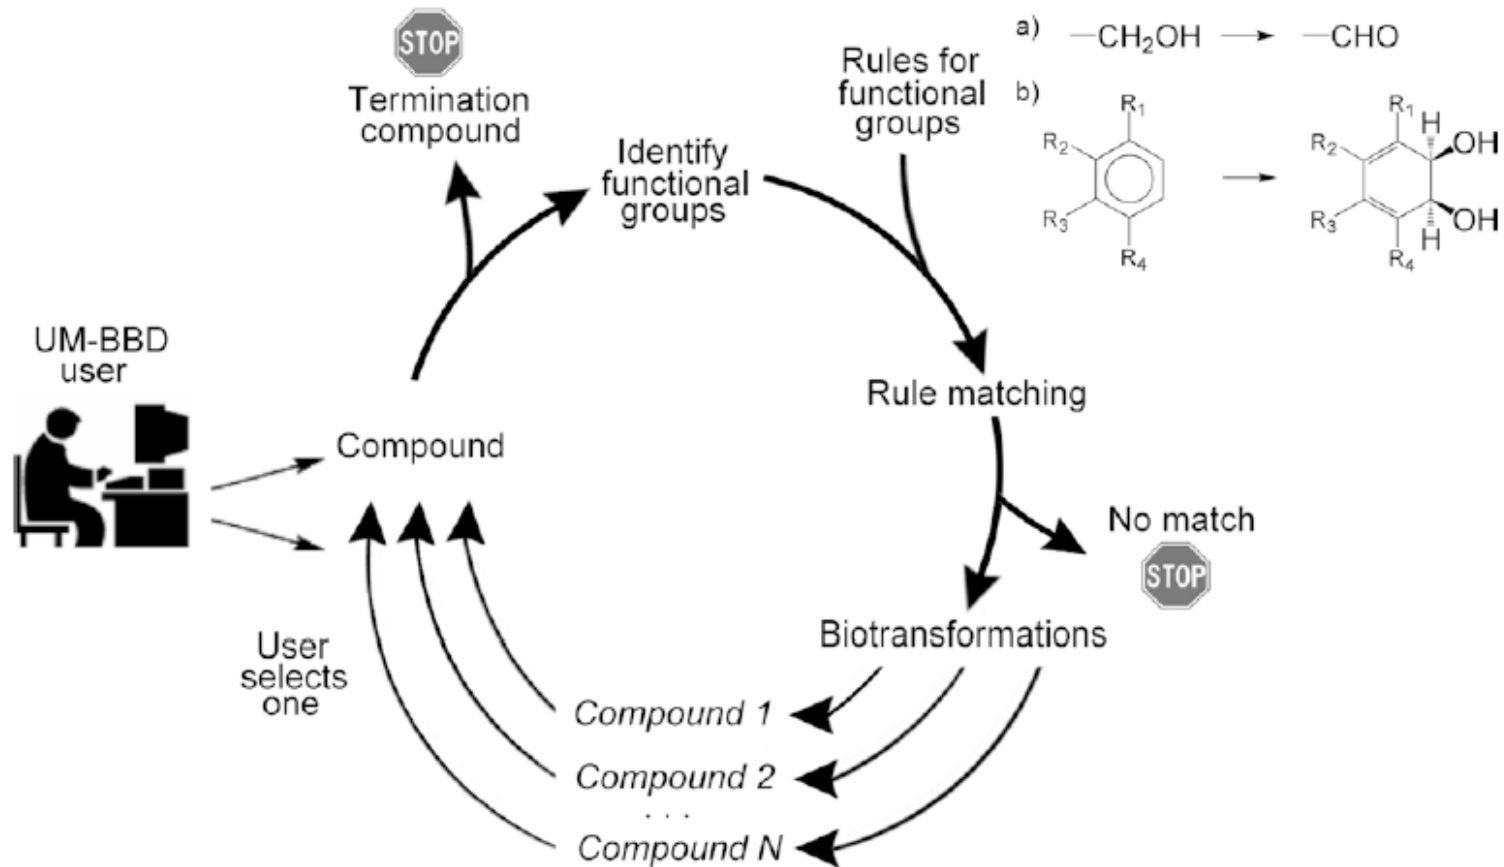 STOP
Termination
compound
Identify
functional
groups
Rules for
functional
groups
a) —CH₂OH → —CHO
b)
R₁
R₂
R₃
R₄
R₁
H
OH
R₂
R₃
H
OH
R₄
UM-BBD
user
Compound
Rule matching
No match
STOP
Biotransformations
User
selects
one
Compound 1
Compound 2
. . .
Compound N